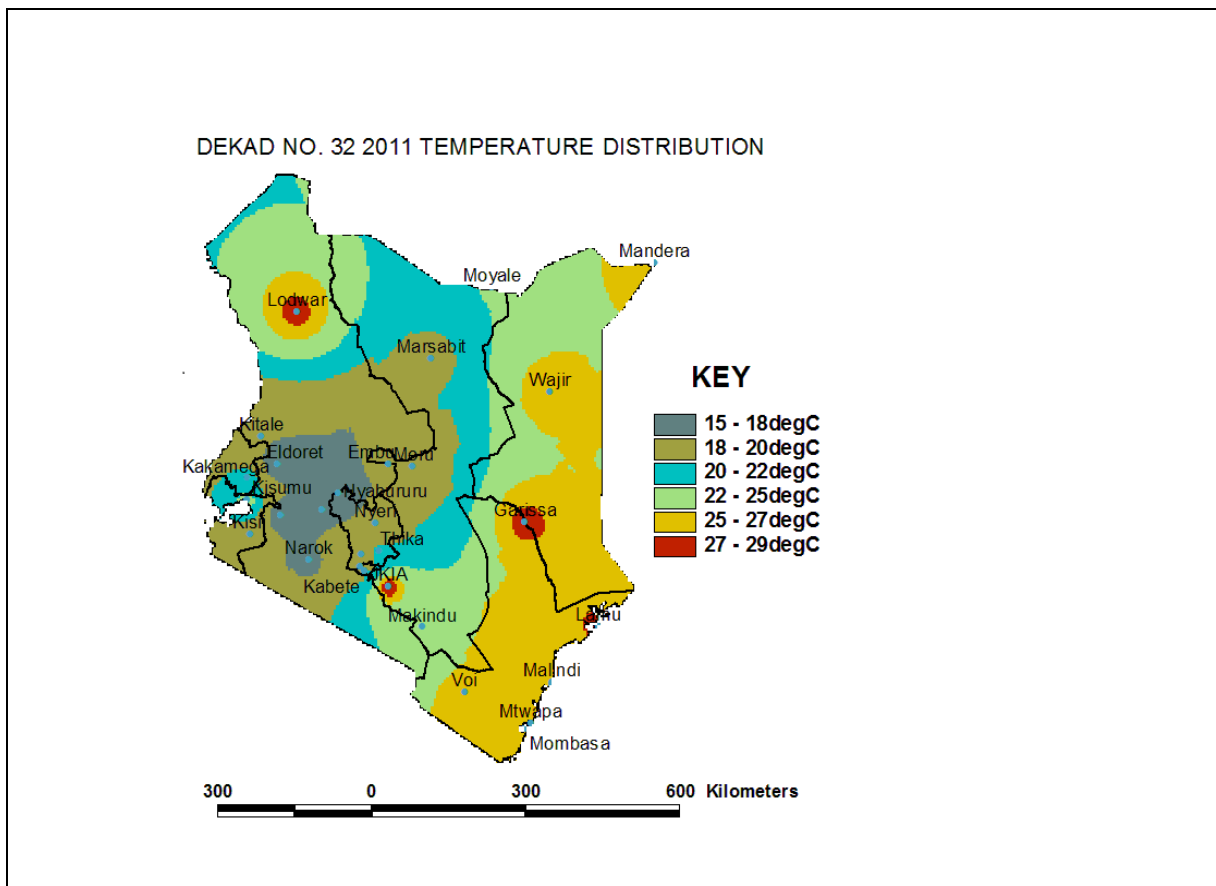 DEKAD NO. 32 2011 TEMPERATURE DISTRIBUTION
Mandera
Moyale
Lodwar
Marsabit
Wajir
KEY
15 - 18degC
18 - 20degC
20 - 22degC
22 - 25degC
25 - 27degC
27 - 29degC
Kitale
Eldoret
Embu
Meru
Kakamega
Kisumu
Nyahururu
Garissa
Kisii
Nyeri
Thika
Narok
Kabete
JKIA
Makindu
Lamu
Voi
Malindi
Mtwapa
Mombasa
300 0 300 600 Kilometers